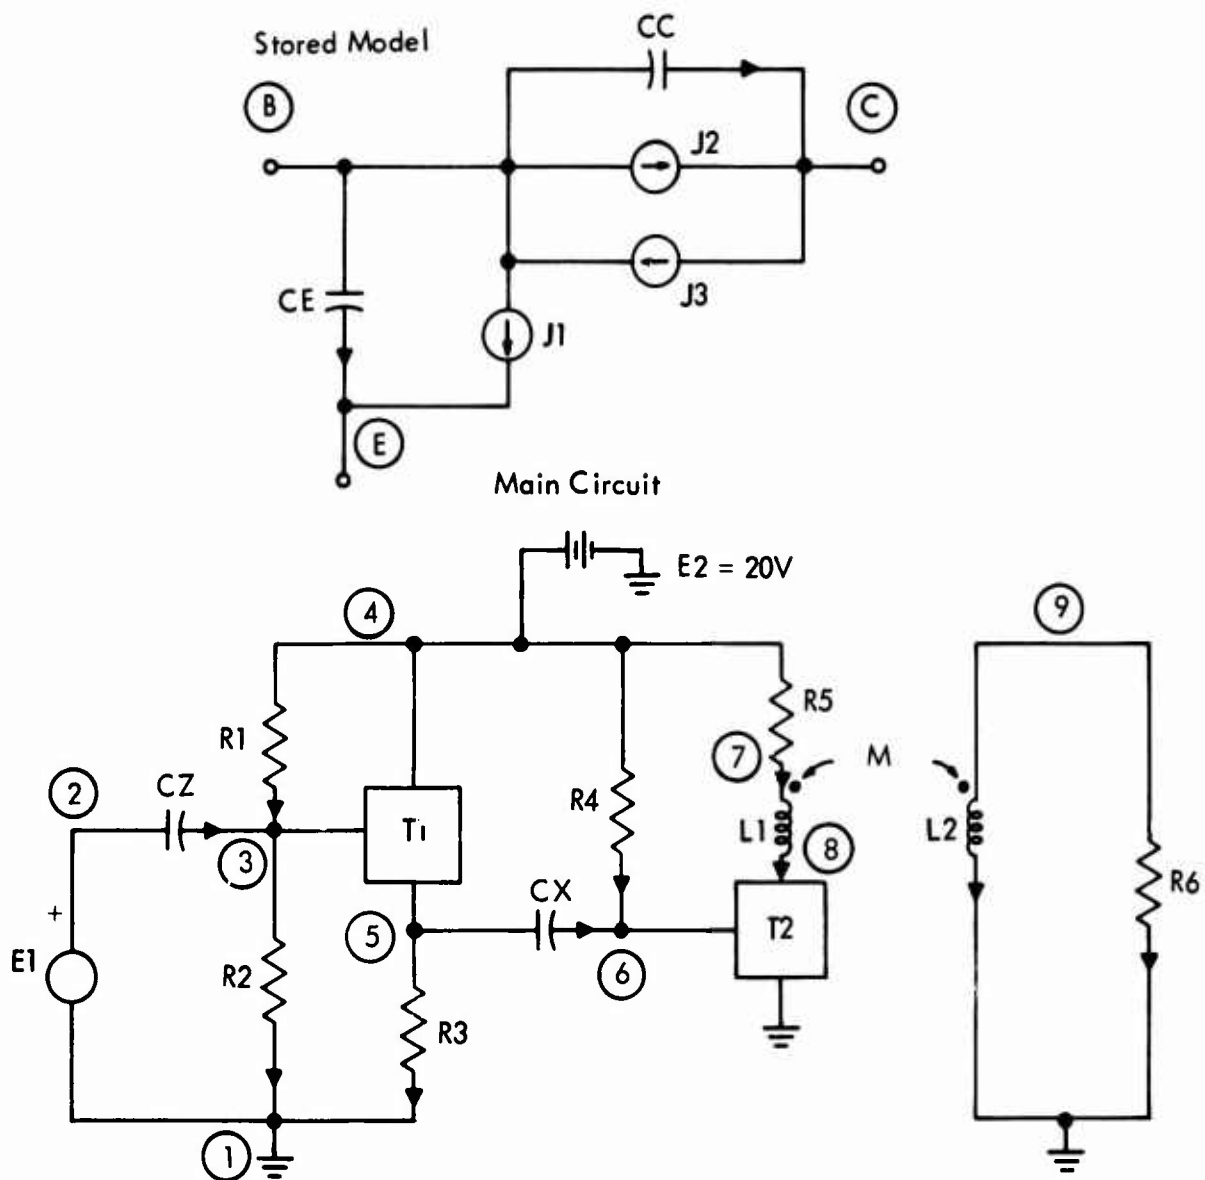 Stored Model
CC
B
C
J2
J3
CE
J1
E
Main Circuit
E2 = 20V
4
9
R1
R5
7
M
2
CZ
R4
T1
L1
8
L2
3
CX
R6
+
5
T2
E1
R2
6
R3
1